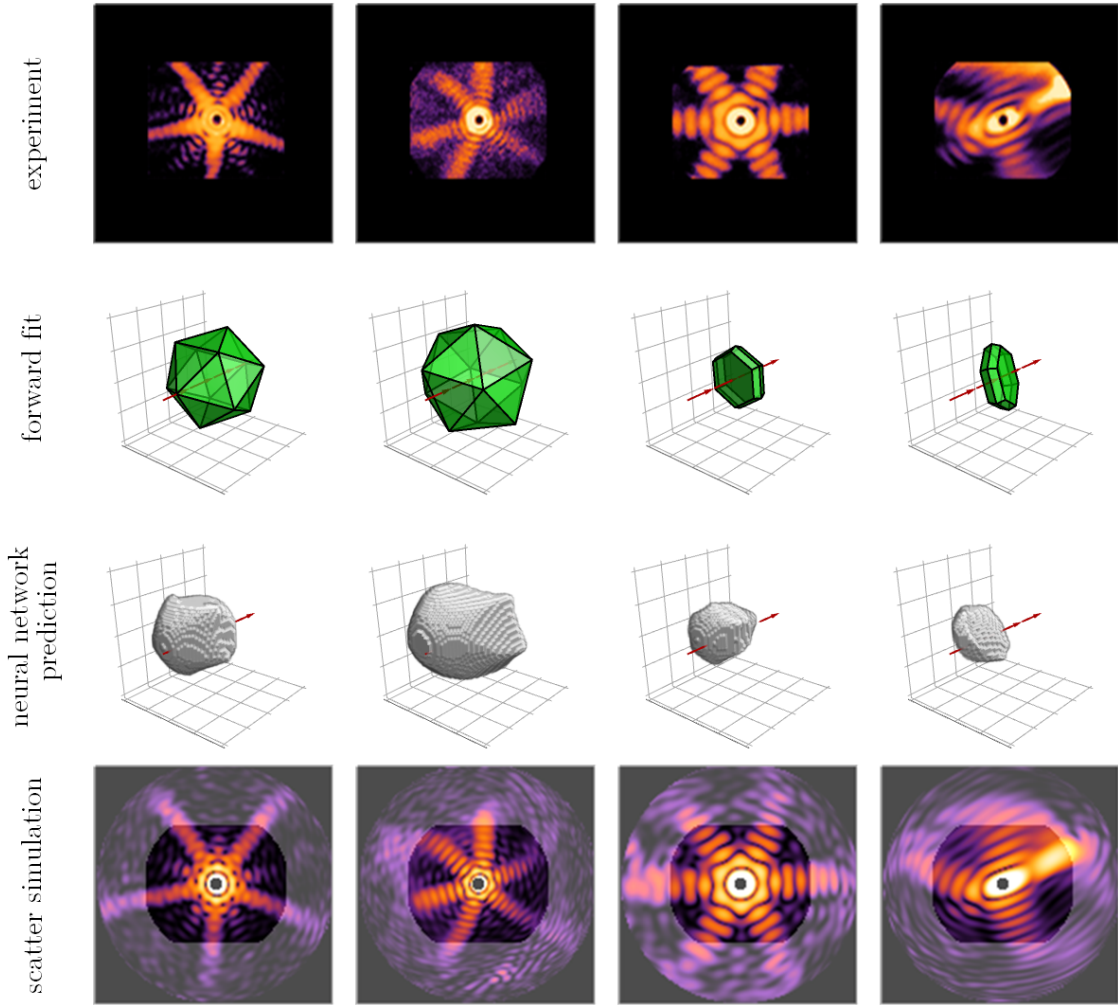 experiment
forward fit
neural network
prediction
scatter simulation